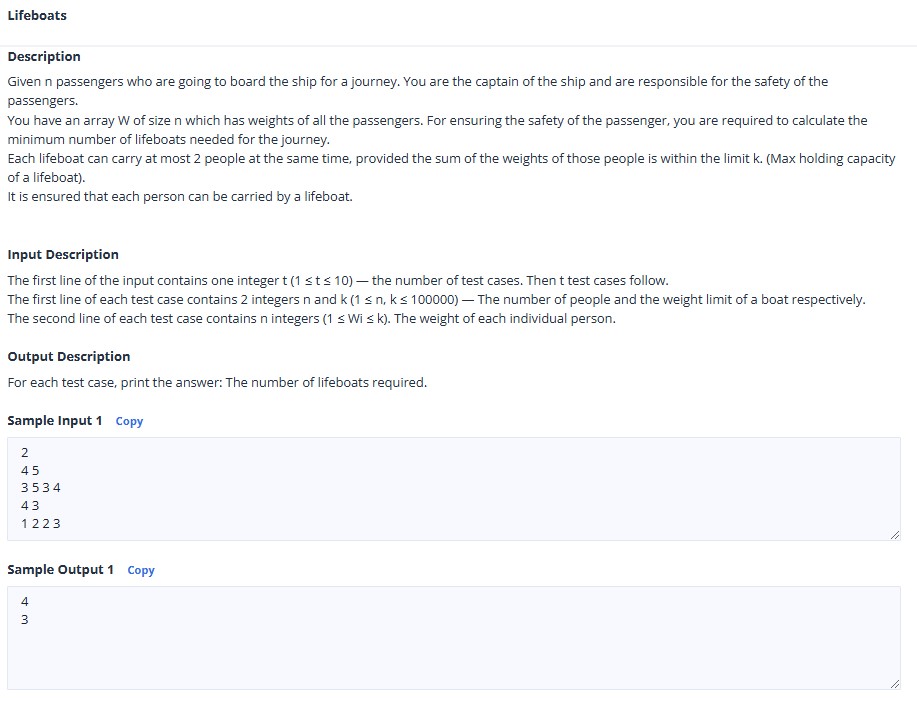 Lifeboats
Description
Given n passengers who are going to board the ship for a journey. You are the captain of the ship and are responsible for the safety of the
passengers.
You have an array W of size n which has weights of all the passengers. For ensuring the safety of the passenger, you are required to calculate the
minimum number of lifeboats needed for the journey.
Each lifeboat can carry at most 2 people at the same time, provided the sum of the weights of those people is within the limit k. (Max holding capacity
of a lifeboat).
It is ensured that each person can be carried by a lifeboat.
Input Description
The first line of the input contains one integer t (1 ≤ t ≤ 10) — the number of test cases. Then t test cases follow.
The first line of each test case contains 2 integers n and k (1 ≤ n, k ≤ 100000) — The number of people and the weight limit of a boat respectively.
The second line of each test case contains n integers (1 ≤ Wi ≤ k). The weight of each individual person.
Output Description
For each test case, print the answer: The number of lifeboats required.
Sample Input 1 Copy
2
4 5
3 5 3 4
4 3
1 2 2 3
Sample Output 1 Copy
4
3